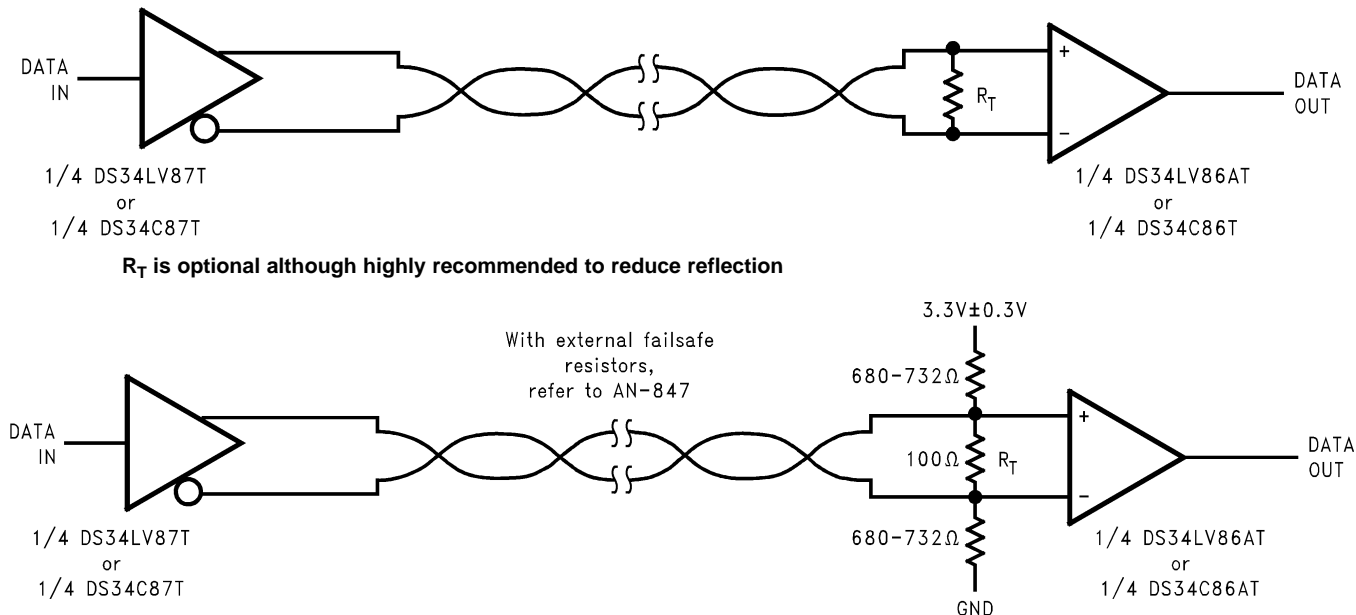 DATA
IN
1/4 DS34LV87T
or
1/4 DS34C87T
+
R_T
−
DATA
OUT
1/4 DS34LV86AT
or
1/4 DS34C86T
R_T is optional although highly recommended to reduce reflection
With external failsafe
resistors,
refer to AN-847
3.3V±0.3V
680-732Ω
DATA
IN
+
100Ω
R_T
−
DATA
OUT
680-732Ω
GND
1/4 DS34LV87T
or
1/4 DS34C87T
1/4 DS34LV86AT
or
1/4 DS34C86AT